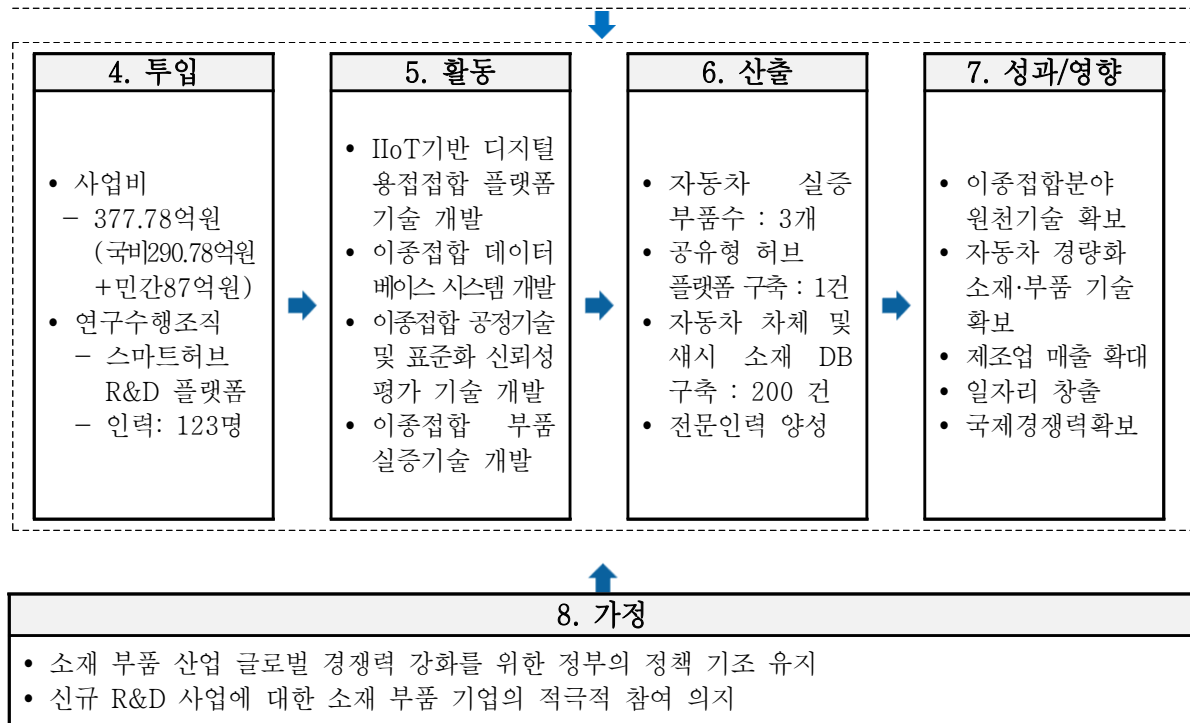 4. 투입
• 사업비
- 377.78억원
(국비290.78억원
+민간87억원)
• 연구수행조직
- 스마트허브
R&D 플랫폼
- 인력: 123명
5. 활동
• IIoT기반 디지털
용접접합 플랫폼
기술 개발
• 이종접합 데이터
베이스 시스템 개발
• 이종접합 공정기술
및 표준화 신뢰성
평가 기술 개발
• 이종접합 부품
실증기술 개발
6. 산출
• 자동차 실증
부품수 : 3개
• 공유형 허브
플랫폼 구축 : 1건
• 자동차 차체 및
섀시 소재 DB
구축 : 200 건
• 전문인력 양성
7. 성과/영향
• 이종접합분야
원천기술 확보
• 자동차 경량화
소재·부품 기술
확보
• 제조업 매출 확대
• 일자리 창출
• 국제경쟁력확보
8. 가정
• 소재 부품 산업 글로벌 경쟁력 강화를 위한 정부의 정책 기조 유지
• 신규 R&D 사업에 대한 소재 부품 기업의 적극적 참여 의지